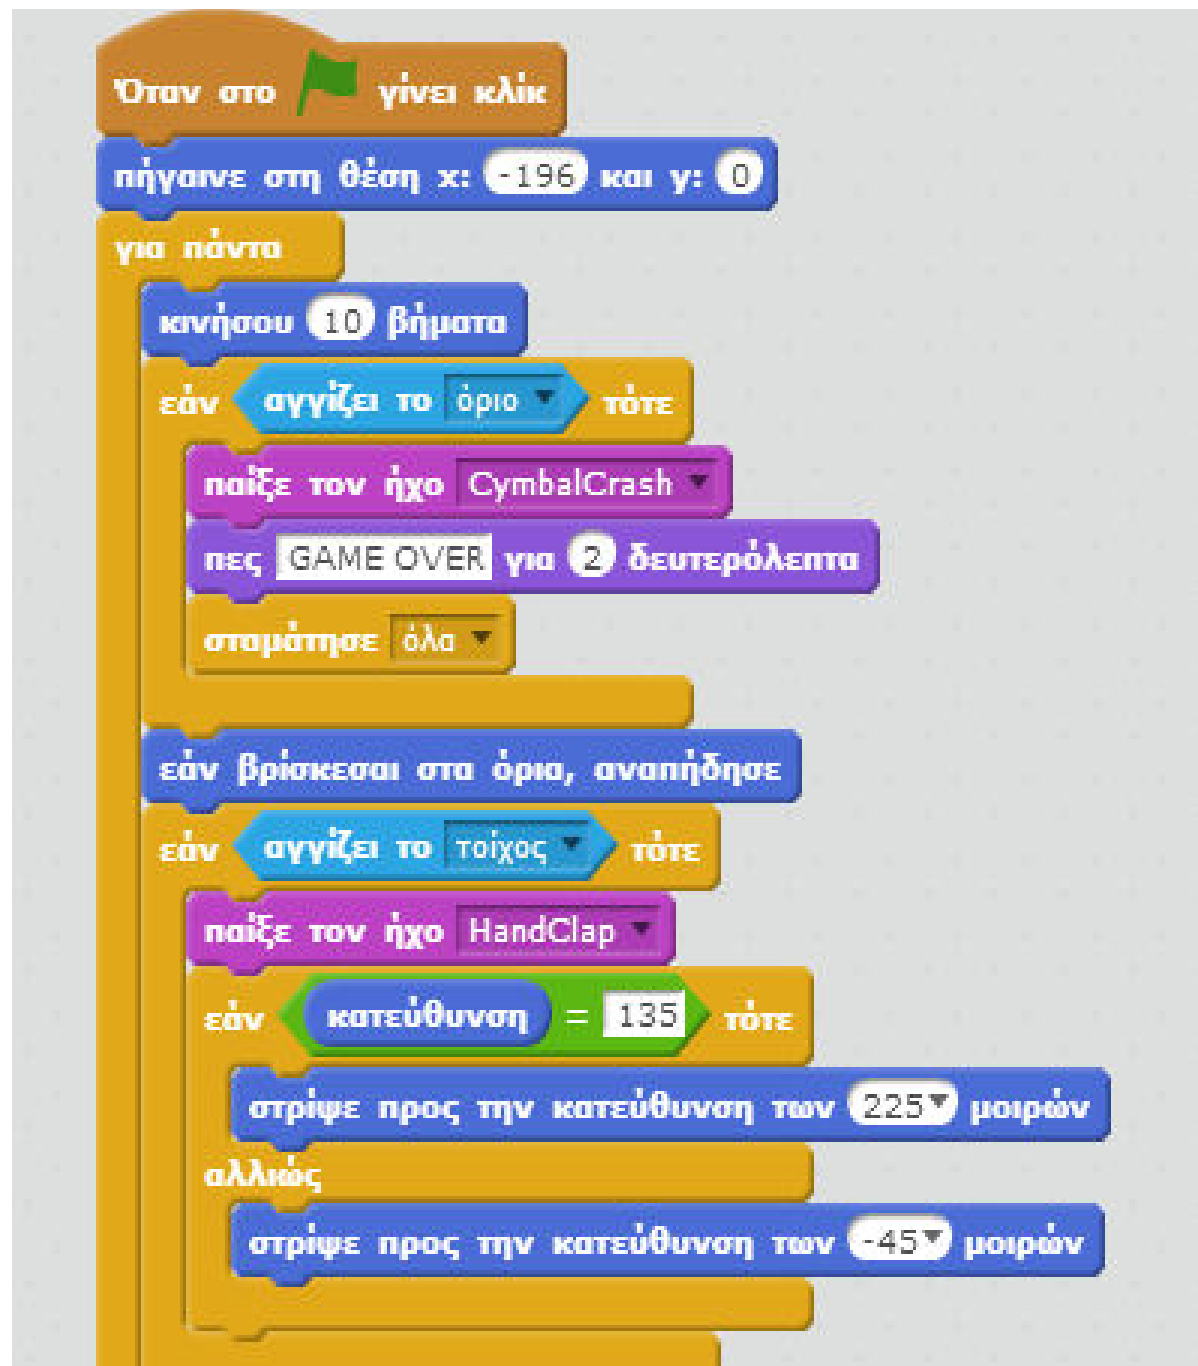 Όταν στο γίνει κλίκ
πήγαινε στη θέση x: -196 και y: 0
για πάντα
κινήσου 10 βήματα
εάν αγγίζει το όριο τότε
παίξε τον ήχο CymbalCrash
πες GAME OVER για 2 δευτερόλεπτα
σταμάτησε όλα
εάν βρίσκεσαι στα όρια, αναπήδησε
εάν αγγίζει το τοίχος τότε
παίξε τον ήχο HandClap
εάν κατεύθυνση = 135 τότε
στρίψε προς την κατεύθυνση των 225 μοιρών
αλλιώς
στρίψε προς την κατεύθυνση των -45 μοιρών